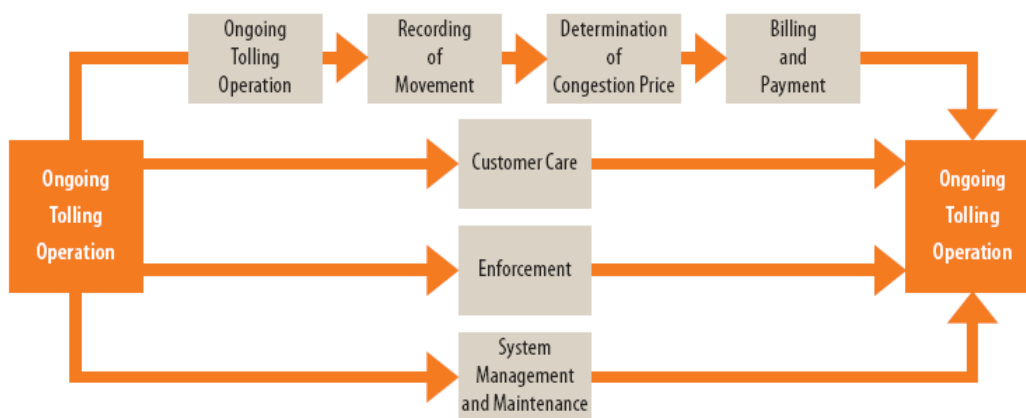 Ongoing
Tolling
Operation
Recording
of
Movement
Determination
of
Congestion Price
Billing
and
Payment
Ongoing
Tolling
Operation
Customer Care
Enforcement
System
Management
and Maintenance
Ongoing
Tolling
Operation